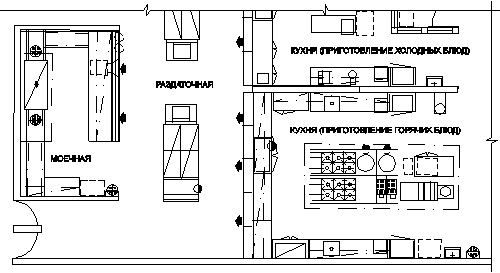 КУХНЯ (ПРИГОТОВЛЕНИЕ ХОЛОДНЫХ БЛЮД)
РАЗДАТОЧНАЯ
КУХНЯ (ПРИГОТОВЛЕНИЕ ГОРЯЧИХ БЛЮД)
МОЕЧНАЯ